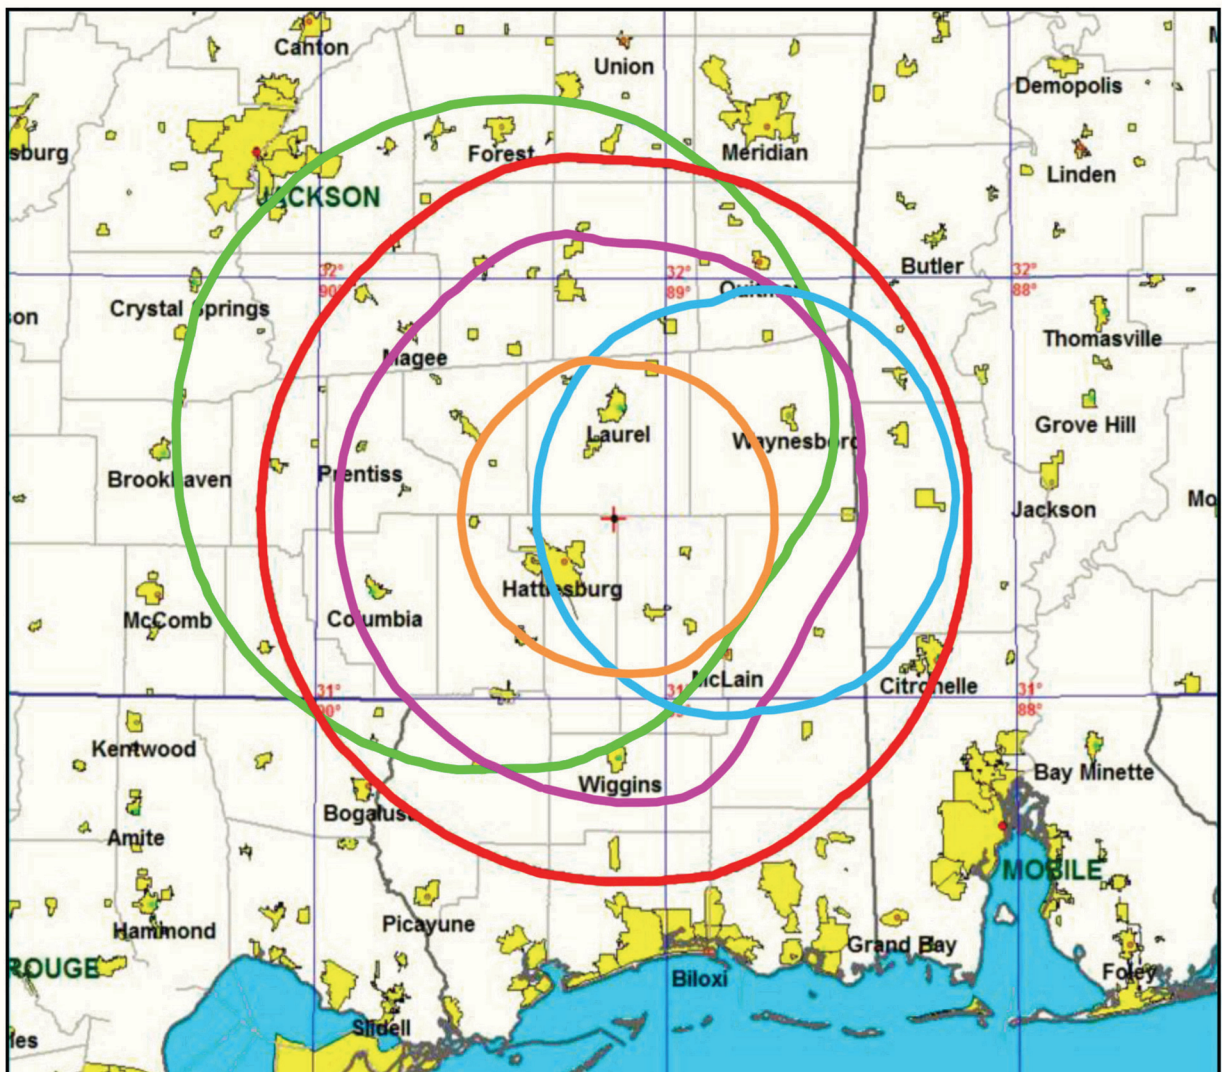 Canton
Union
Demopolis
sburg
Forest
Meridian
Linden
JACKSON
Butler
32°
90°
32°
89°
32°
88°
Quitman
Crystal Springs
son
Thomasville
Magee
Laurel
Waynesboro
Grove Hill
Brookhaven
Prentiss
Jackson
Mo
Hattiesburg
McComb
Columbia
McLain
Citronelle
31°
90°
31°
31°
88°
Kentwood
Wiggins
Bay Minette
Bogalusa
Amite
MOBILE
Picayune
Hammond
Grand Bay
ROUGE
Biloxi
Foley
Slidell
les